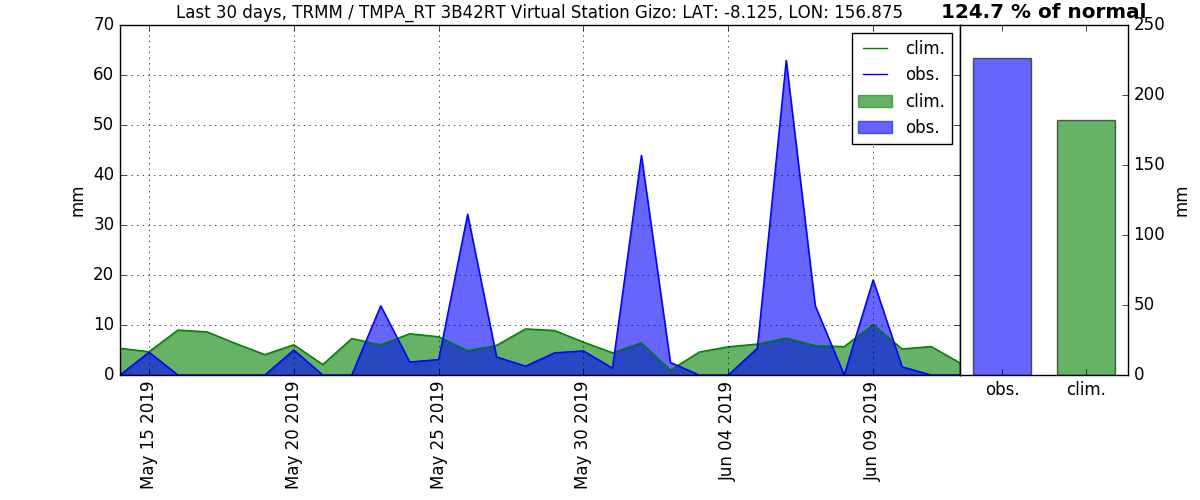 Last 30 days, TRMM / TMPA_RT 3B42RT Virtual Station Gizo: LAT: -8.125, LON: 156.875
124.7 % of normal
70
60
50
40
30
20
10
0
mm
clim.
obs.
clim.
obs.
May 15 2019
May 20 2019
May 25 2019
May 30 2019
Jun 04 2019
Jun 09 2019
250
200
150
100
50
0
mm
obs.
clim.